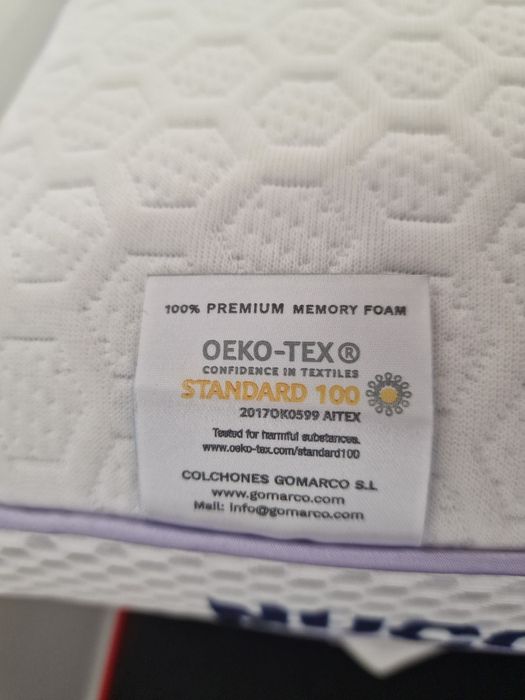 100% PREMIUM MEMORY FOAM
OEKO-TEX®
CONFIDENCE IN TEXTILES
STANDARD 100
2017OK0599 AITEX
Tested for harmful substances.
www.oeko-tex.com/standard100
COLCHONES GOMARCO S.L
www.gomarco.com
Mail: info@gomarco.com